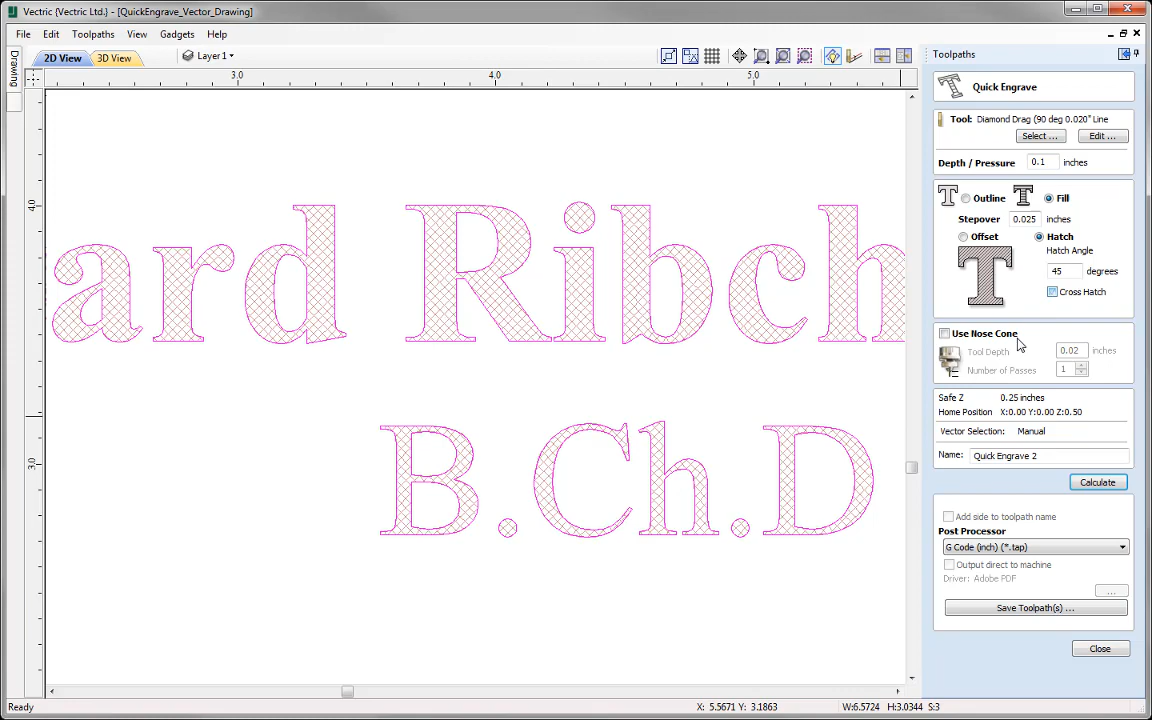 Vectric {Vectric Ltd.} - [QuickEngrave_Vector_Drawing]
File Edit Toolpaths View Gadgets Help
2D View 3D View Layer 1
Toolpaths
Drawing
3.0 4.0 5.0
4.0
3.0
ard Ribch
B.Ch.D
Quick Engrave
Tool: Diamond Drag (90 deg 0.020" Line
Select ... Edit ...
Depth / Pressure 0.1 inches
Outline Fill
Stepover 0.025 inches
Offset Hatch
Hatch Angle
45 degrees
Cross Hatch
Use Nose Cone
Tool Depth 0.02 inches
Number of Passes 1
Safe Z 0.25 inches
Home Position X:0.00 Y:0.00 Z:0.50
Vector Selection: Manual
Name: Quick Engrave 2
Calculate
Add side to toolpath name
Post Processor
G Code (inch) (*.tap)
Output direct to machine
Driver: Adobe PDF
...
Save Toolpath(s) ...
Close
Ready X: 5.5671 Y: 3.1863 W:6.5724 H:3.0344 S:3